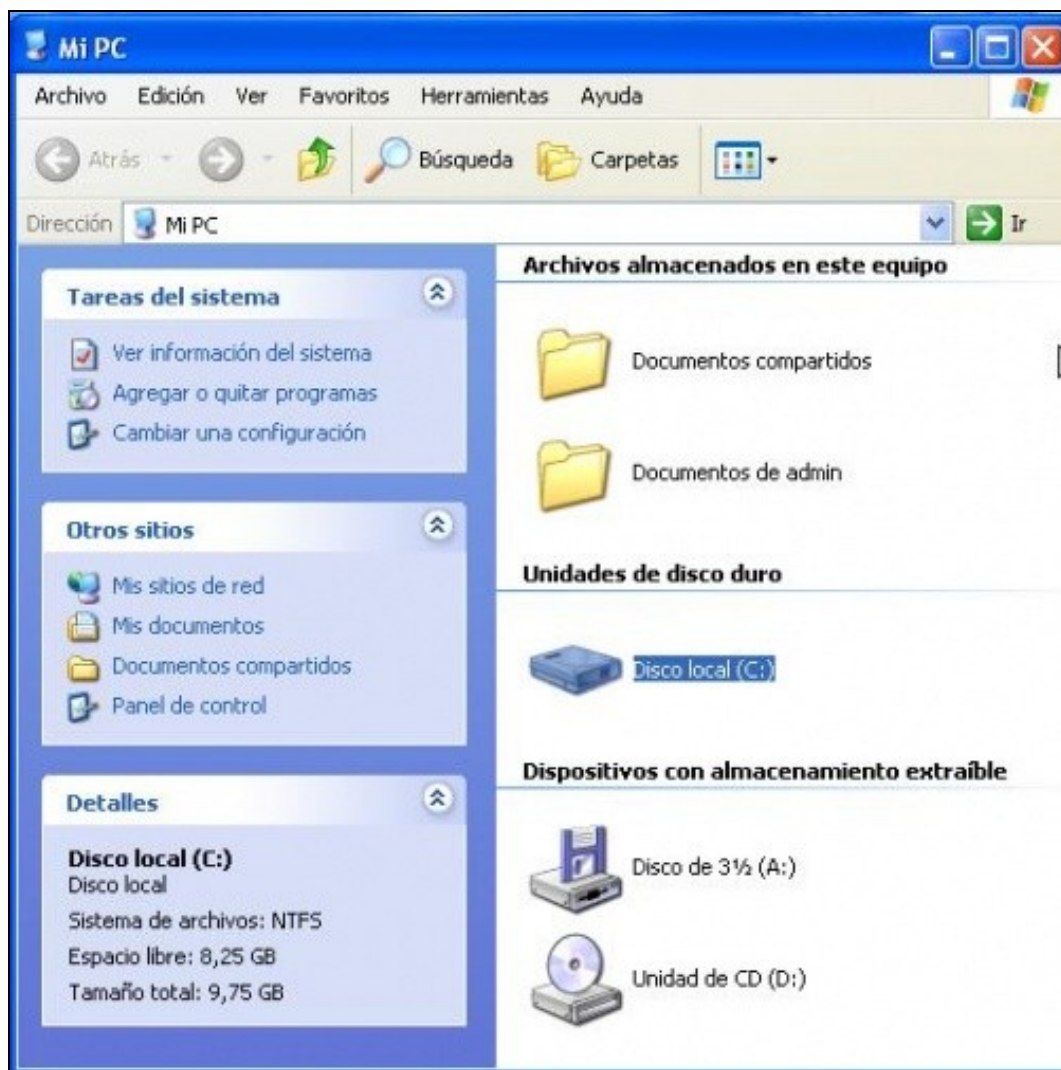 Mi PC
Archivo Edición Ver Favoritos Herramientas Ayuda
Atrás Búsqueda Carpetas
Dirección Mi PC Ir
Tareas del sistema
Ver información del sistema
Agregar o quitar programas
Cambiar una configuración
Otros sitios
Mis sitios de red
Mis documentos
Documentos compartidos
Panel de control
Detalles
Disco local (C:)
Disco local
Sistema de archivos: NTFS
Espacio libre: 8,25 GB
Tamaño total: 9,75 GB
Archivos almacenados en este equipo
Documentos compartidos
Documentos de admin
Unidades de disco duro
Disco local (C:)
Dispositivos con almacenamiento extraíble
Disco de 3½ (A:)
Unidad de CD (D:)